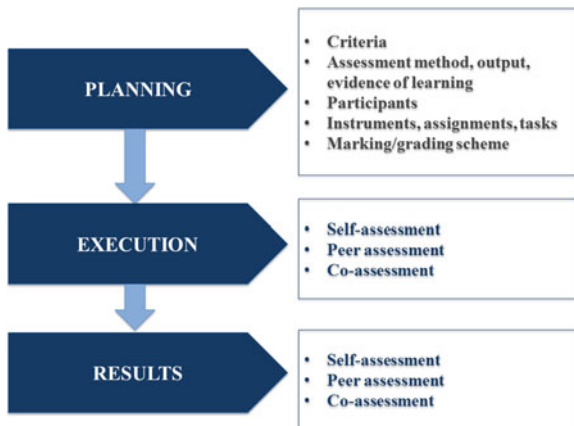 PLANNING
• Criteria
• Assessment method, output,
evidence of learning
• Participants
• Instruments, assignments, tasks
• Marking/grading scheme
EXECUTION
• Self-assessment
• Peer assessment
• Co-assessment
RESULTS
• Self-assessment
• Peer assessment
• Co-assessment